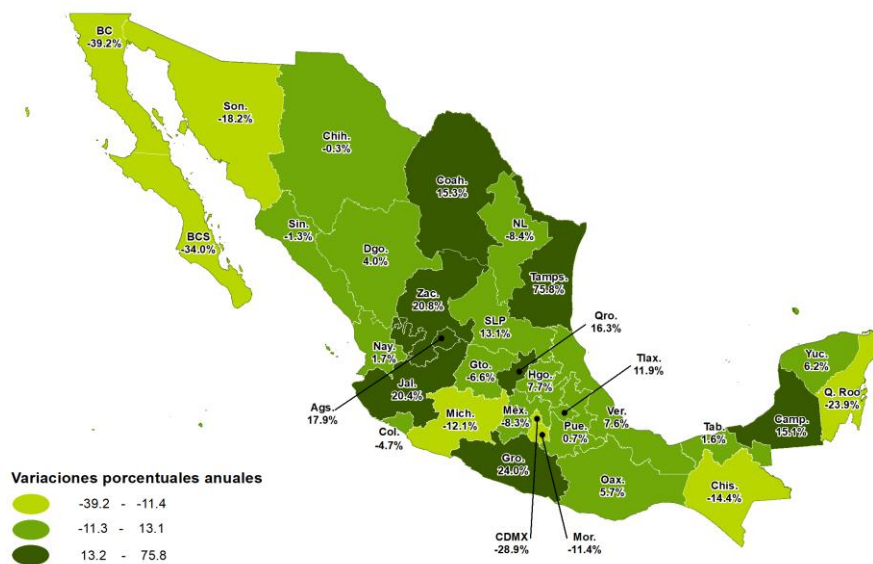 BC
-39.2%
Son.
-18.2%
Chih.
-0.3%
Coah.
15.3%
BCS
-34.0%
Sin.
-1.3%
NL
-8.4%
Dgo.
4.0%
Tamps.
75.8%
Zac.
20.8%
SLP
13.1%
Qro.
16.3%
Nay.
1.7%
Gto.
-6.6%
Hgo.
7.7%
Tlax.
11.9%
Yuc.
6.2%
Jal.
20.4%
Q. Roo
-23.9%
Ags.
17.9%
Mich.
-12.1%
Méx.
-8.3%
Ver.
7.6%
Camp.
15.1%
Col.
-4.7%
Pue.
0.7%
Tab.
1.6%
Gro.
24.0%
Oax.
5.7%
Chis.
-14.4%
CDMX
-28.9%
Mor.
-11.4%
Variaciones porcentuales anuales
-39.2 - -11.4
-11.3 - 13.1
13.2 - 75.8